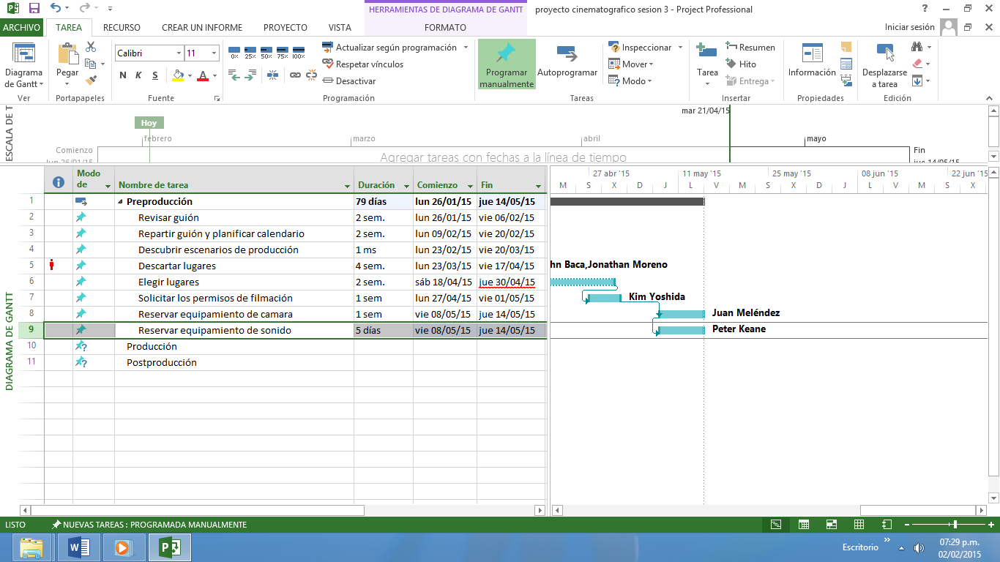 HERRAMIENTAS DE DIAGRAMA DE GANTT
proyecto cinematografico sesion 3 - Project Professional
ARCHIVO TAREA RECURSO CREAR UN INFORME PROYECTO VISTA FORMATO Iniciar sesión
Diagrama de Gantt
Ver
Pegar
Portapapeles
Calibri 11
N K S
Fuente
0% 25% 50% 75% 100%
Actualizar según programación
Respetar vínculos
Desactivar
Programación
Programar manualmente
Autoprogramar
Inspeccionar
Mover
Modo
Tareas
Tarea
Resumen
Hito
Entrega
Insertar
Información
Propiedades
Desplazarse a tarea
Edición
ESCALA DE T
mar 21/04/15
Hoy
febrero marzo abril mayo
Comienzo
lun 26/01/15
Agregar tareas con fechas a la línea de tiempo
Fin
jue 14/05/15
DIAGRAMA DE GANTT
Modo de Nombre de tarea Duración Comienzo Fin
27 abr '15 11 may '15 25 may '15 08 jun '15 22 jun '15
M S X D J L V M S X D J L V M S X
1 Preproducción 79 días lun 26/01/15 jue 14/05/15
2 Revisar guión 2 sem. lun 26/01/15 vie 06/02/15
3 Repartir guión y planificar calendario 2 sem. lun 09/02/15 vie 20/02/15
4 Descubrir escenarios de producción 1 ms lun 23/02/15 vie 20/03/15
5 Descartar lugares 4 sem. lun 23/03/15 vie 17/04/15 hn Baca,Jonathan Moreno
6 Elegir lugares 2 sem. sáb 18/04/15 jue 30/04/15
7 Solicitar los permisos de filmación 1 sem lun 27/04/15 vie 01/05/15 Kim Yoshida
8 Reservar equipamiento de camara 1 sem vie 08/05/15 jue 14/05/15 Juan Meléndez
9 Reservar equipamiento de sonido 5 días vie 08/05/15 jue 14/05/15 Peter Keane
10 Producción
11 Postproducción
LISTO NUEVAS TAREAS : PROGRAMADA MANUALMENTE
Escritorio
07:29 p.m.
02/02/2015